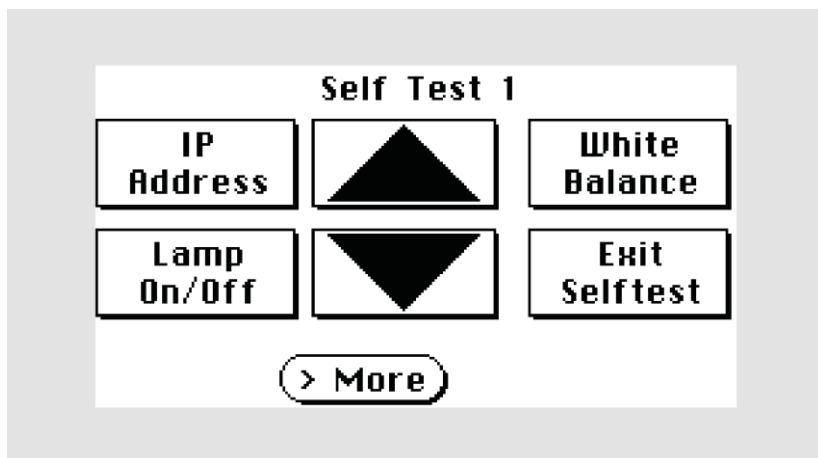 Self Test 1
IP
Address
White
Balance
Lamp
On/Off
Exit
Selftest
> More